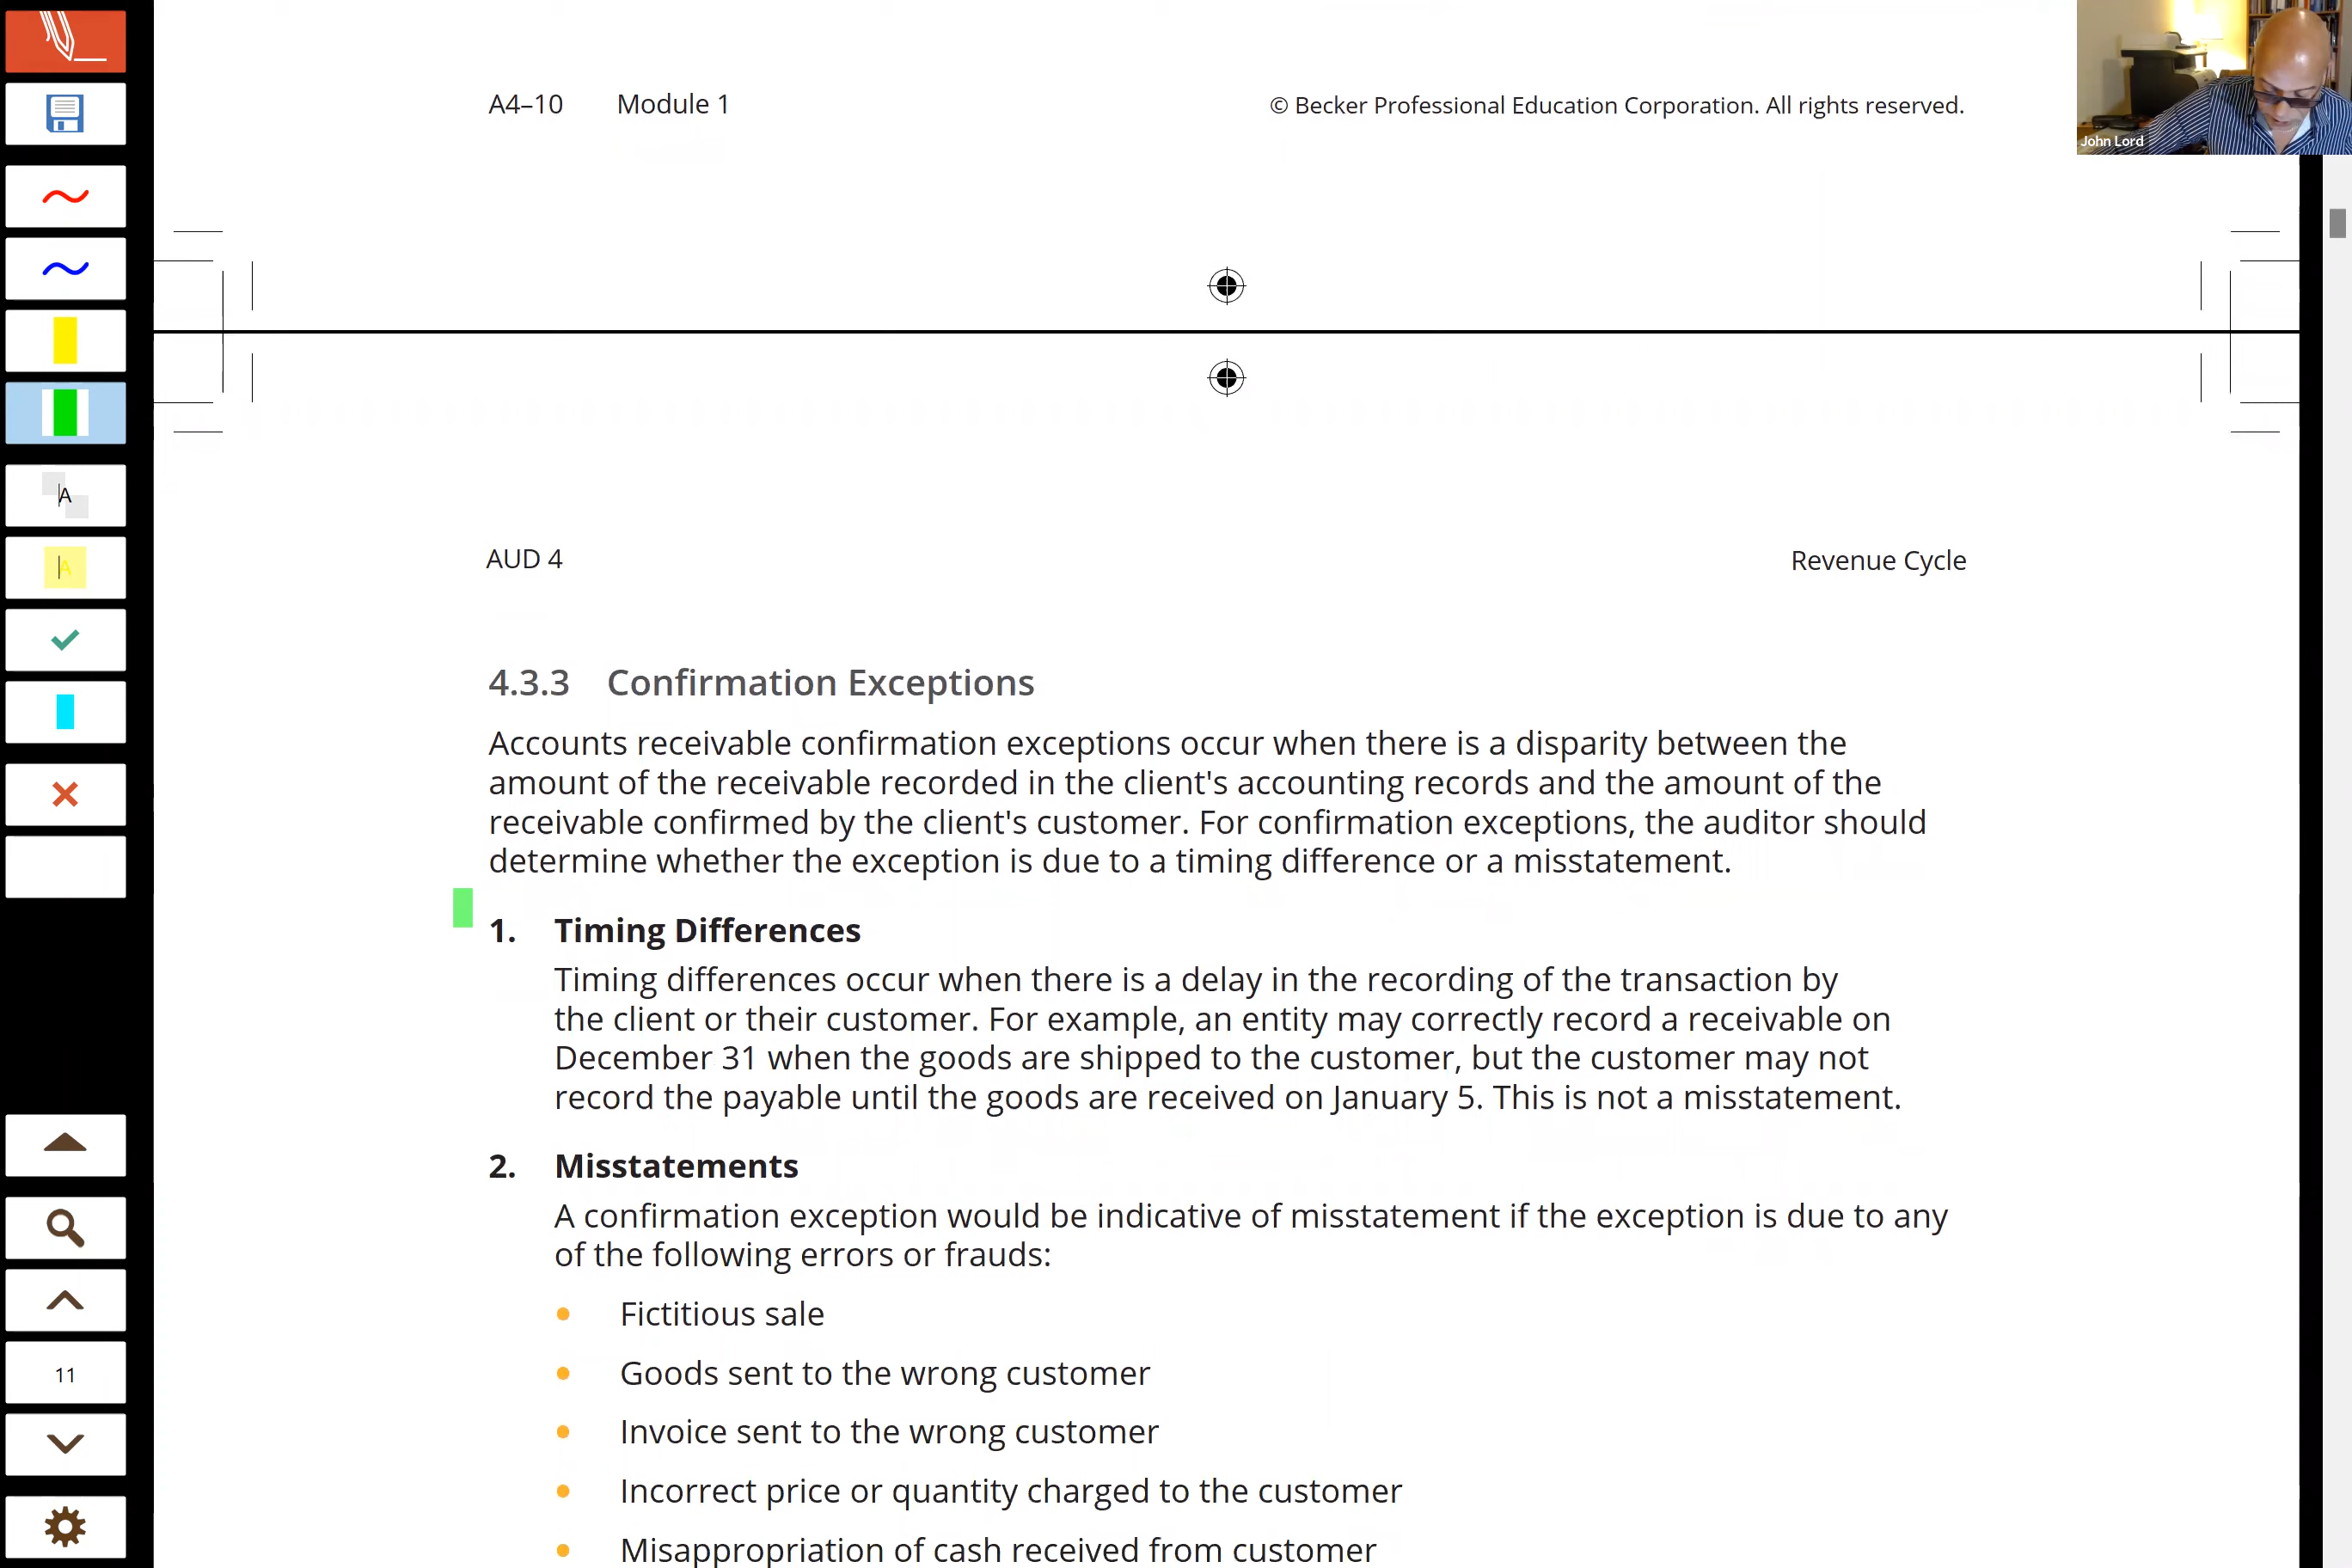 A4–10 Module 1 © Becker Professional Education Corporation. All rights reserved.
John Lord
A
A
AUD 4 Revenue Cycle
4.3.3 Confirmation Exceptions
Accounts receivable confirmation exceptions occur when there is a disparity between the
amount of the receivable recorded in the client's accounting records and the amount of the
receivable confirmed by the client's customer. For confirmation exceptions, the auditor should
determine whether the exception is due to a timing difference or a misstatement.
1. Timing Differences
Timing differences occur when there is a delay in the recording of the transaction by
the client or their customer. For example, an entity may correctly record a receivable on
December 31 when the goods are shipped to the customer, but the customer may not
record the payable until the goods are received on January 5. This is not a misstatement.
2. Misstatements
A confirmation exception would be indicative of misstatement if the exception is due to any
of the following errors or frauds:
• Fictitious sale
• Goods sent to the wrong customer
11
• Invoice sent to the wrong customer
• Incorrect price or quantity charged to the customer
• Misappropriation of cash received from customer